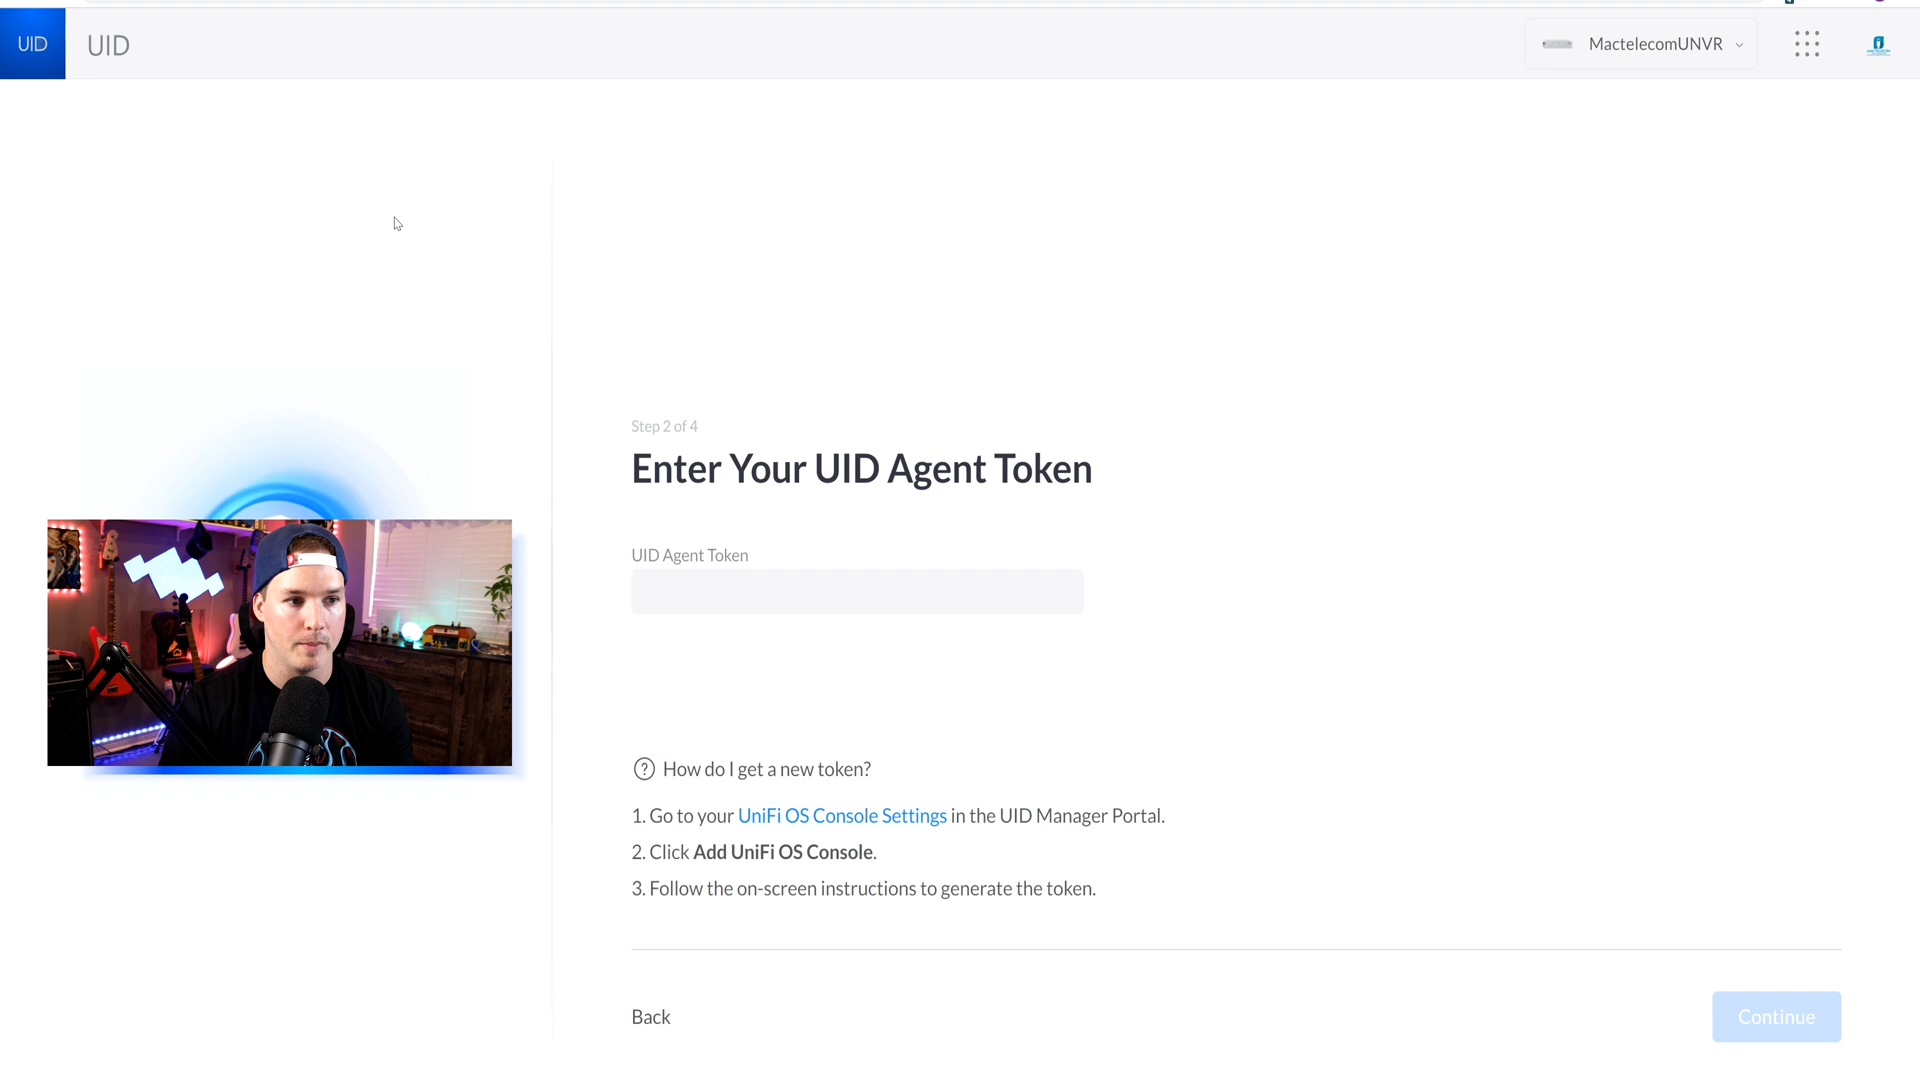 UID
UID
MactelecomUNVR
Step 2 of 4
Enter Your UID Agent Token
UID Agent Token
? How do I get a new token?
1. Go to your UniFi OS Console Settings in the UID Manager Portal.
2. Click Add UniFi OS Console.
3. Follow the on-screen instructions to generate the token.
Back
Continue